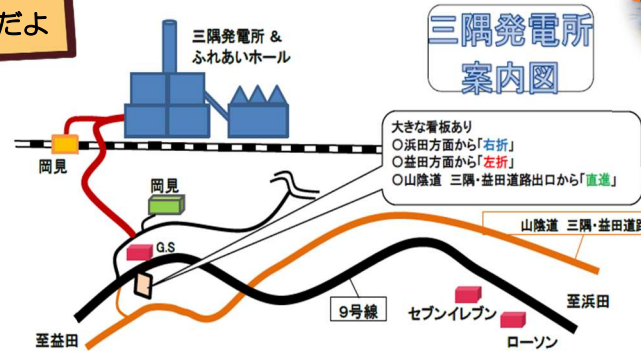 だよ
三隅発電所
案内図
三隅発電所 &
ふれあいホール
大きな看板あり
○浜田方面から「右折」
○益田方面から「左折」
○山陰道 三隅・益田道路出口から「直進」
岡見
岡見
G.S
山陰道 三隅・益田道路
9号線
セブンイレブン
ローソン
至浜田
至益田